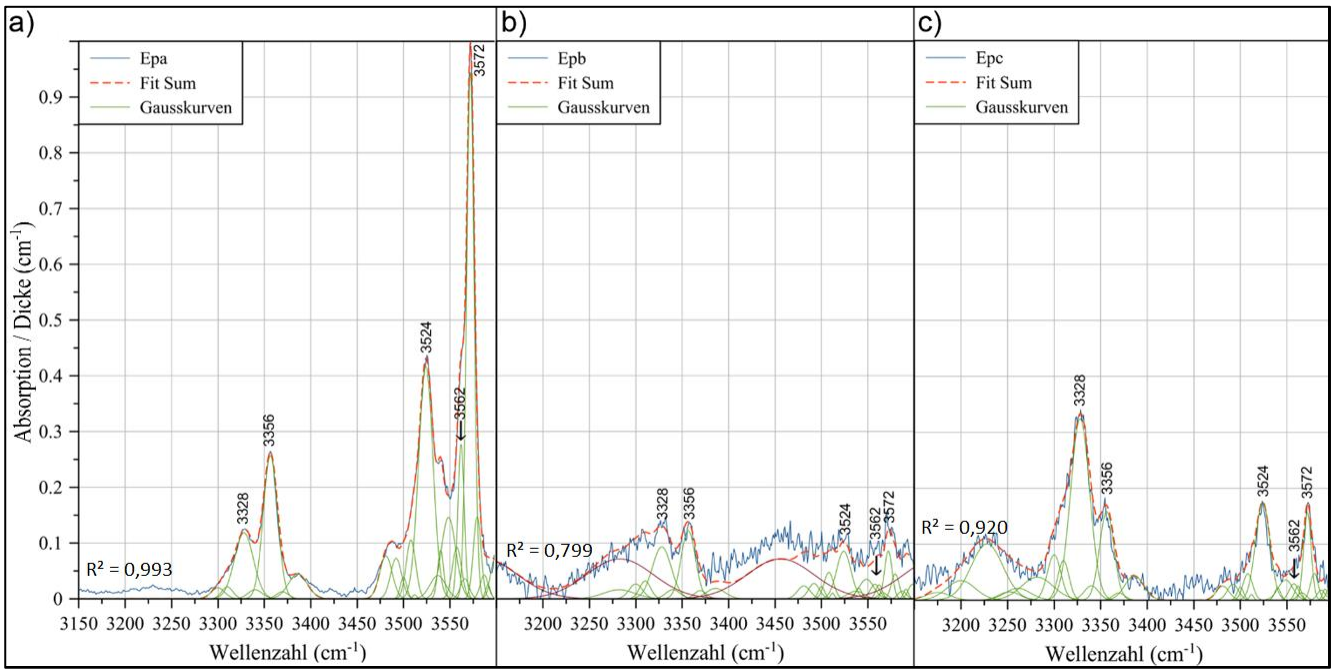 a)
Epa
Fit Sum
Gausskurven
3572
3524
3562
3356
3328
R² = 0,993
Absorption / Dicke (cm-1)
0.9
0.8
0.7
0.6
0.5
0.4
0.3
0.2
0.1
0
3150 3200 3250 3300 3350 3400 3450 3500 3550
Wellenzahl (cm-1)
b)
Epb
Fit Sum
Gausskurven
3328
3356
3524
3562
3572
R² = 0,799
3200 3250 3300 3350 3400 3450 3500 3550
Wellenzahl (cm-1)
c)
Epc
Fit Sum
Gausskurven
3328
3356
3524
3562
3572
R² = 0,920
3200 3250 3300 3350 3400 3450 3500 3550
Wellenzahl (cm-1)